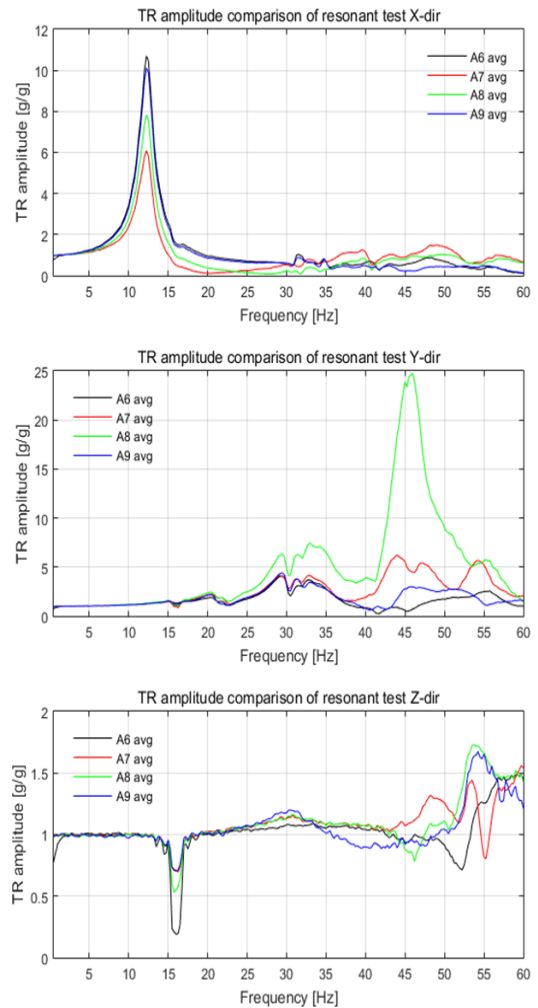 TR amplitude comparison of resonant test X-dir
12
10
8
6
4
2
0
TR amplitude [g/g]
A6 avg
A7 avg
A8 avg
A9 avg
5 10 15 20 25 30 35 40 45 50 55 60
Frequency [Hz]
TR amplitude comparison of resonant test Y-dir
25
20
15
10
5
0
TR amplitude [g/g]
A6 avg
A7 avg
A8 avg
A9 avg
5 10 15 20 25 30 35 40 45 50 55 60
Frequency [Hz]
TR amplitude comparison of resonant test Z-dir
2
1.5
1
0.5
0
TR amplitude [g/g]
A6 avg
A7 avg
A8 avg
A9 avg
5 10 15 20 25 30 35 40 45 50 55 60
Frequency [Hz]